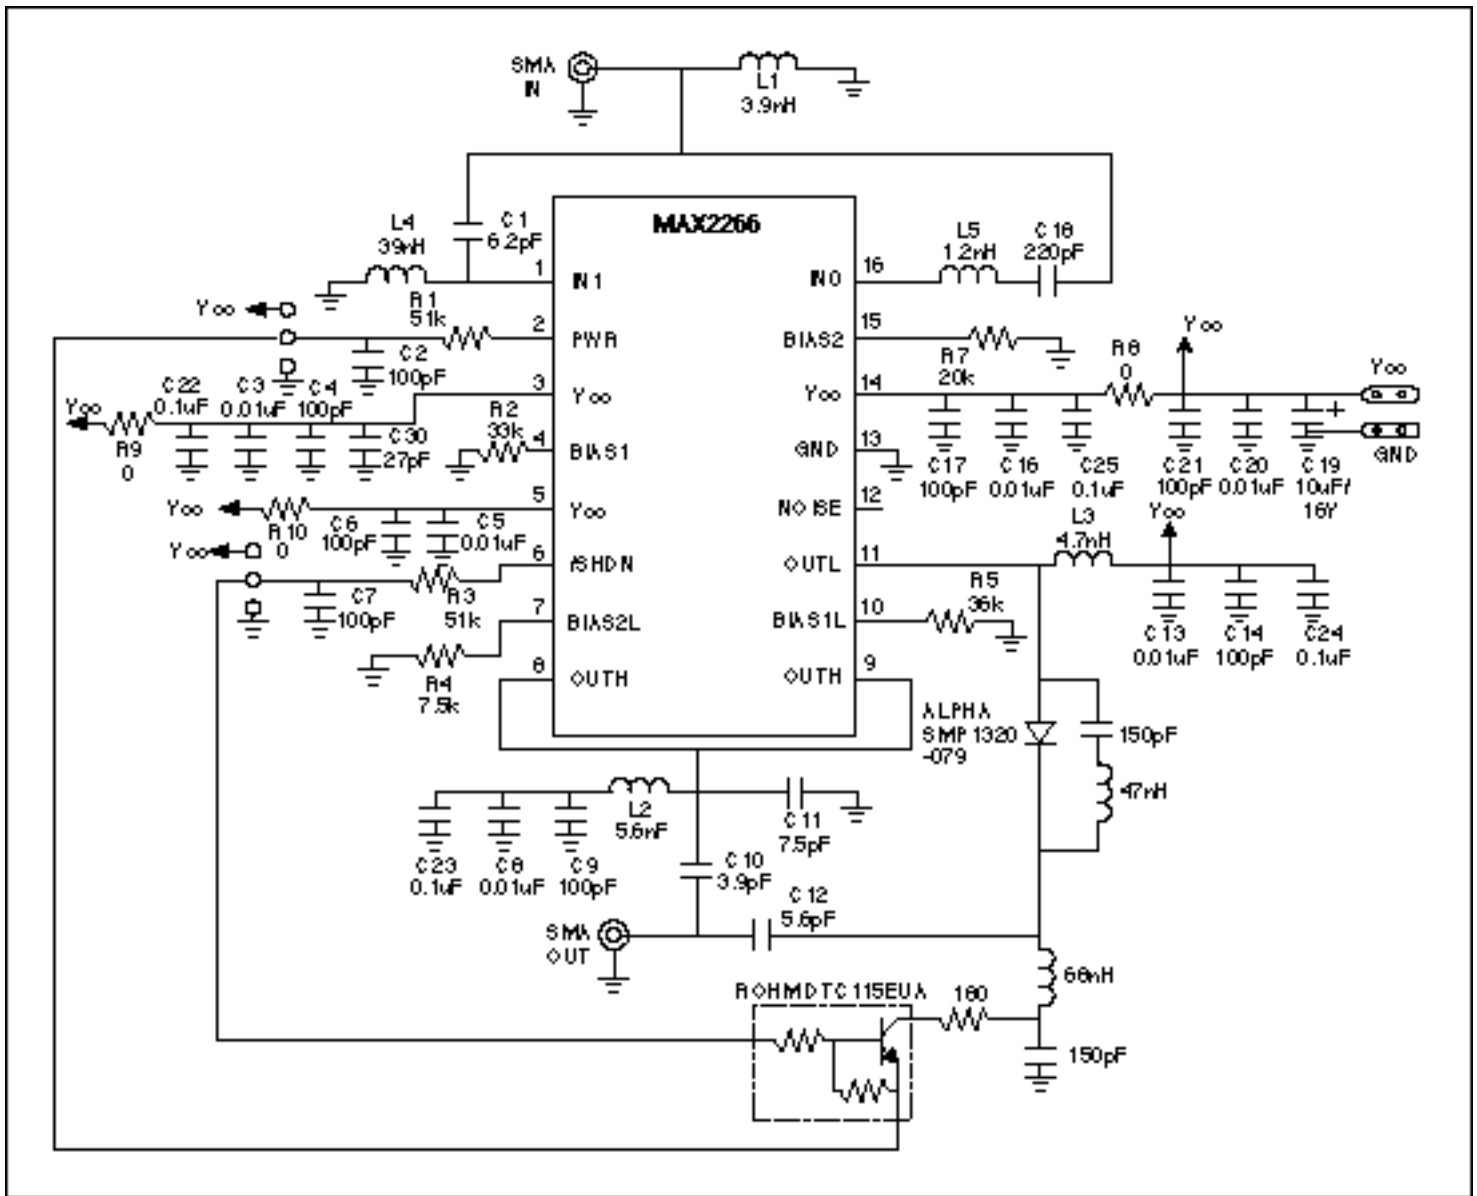 SMA
IN
L1
3.9nH
MAX2266
L4
39nH
C1
6.2pF
L5
1.2nH
C18
220pF
1
IN1
16
IN0
Vcc
R1
51k
2
PWR
15
BIAS2
Vcc
R8
0
Vcc
C2
100pF
R7
20k
3
Vcc
14
Vcc
Vcc
R9
0
C22
0.1uF
C3
0.01uF
C4
100pF
C30
27pF
R2
33k
4
BIAS1
13
GND
C17
100pF
C16
0.01uF
C25
0.1uF
C21
100pF
C20
0.01uF
C19
10uF/
16V
+
GND
Vcc
R10
0
C6
100pF
C5
0.01uF
5
Vcc
12
NOISE
L3
4.7nH
Vcc
Vcc
6
/SHDN
11
OUTL
C7
100pF
R3
51k
7
BIAS2L
10
BIAS1L
R5
36k
C13
0.01uF
C14
100pF
C24
0.1uF
R4
7.5k
8
OUTH
9
OUTH
ALPHA
SMP1320
-079
150pF
47nH
L2
5.6nF
C11
7.5pF
C23
0.1uF
C8
0.01uF
C9
100pF
C10
3.9pF
C12
5.6pF
SMA
OUT
68nH
ROHMDTC115EUA
180
150pF